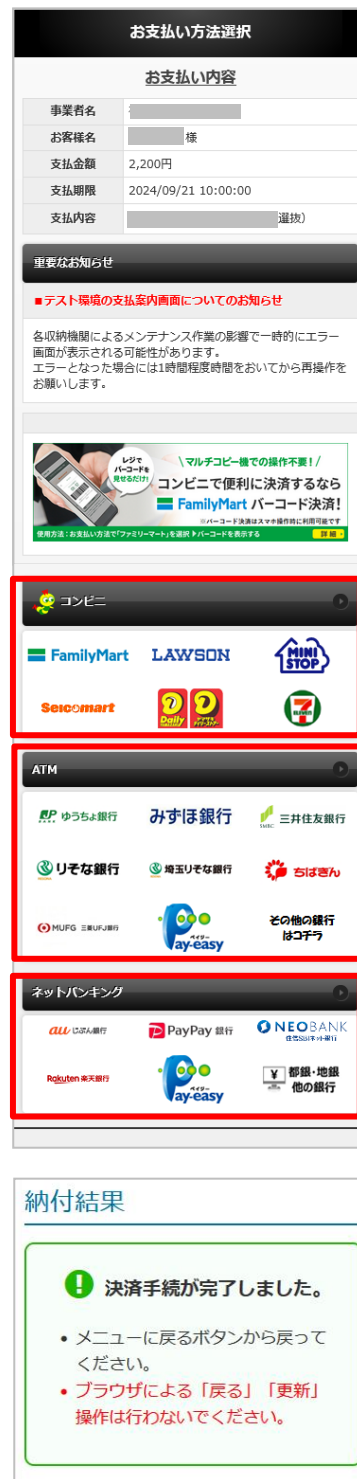 お支払い方法選択
お支払い内容
事業者名
お客様名 様
支払金額 2,200円
支払期限 2024/09/21 10:00:00
支払内容 選抜）
重要なお知らせ
■テスト環境の支払案内画面についてのお知らせ
各収納機関によるメンテナンス作業の影響で一時的にエラー
画面が表示される可能性があります。
エラーとなった場合には1時間程度時間をおいてから再操作を
お願いします。
レジで
バーコードを
見せるだけ!
\マルチコピー機での操作不要！/
コンビニで便利に決済するなら
FamilyMart バーコード決済！
※バーコード決済はスマホ操作時に利用可能です
使用方法：お支払い方法で「ファミリーマート」を選択▶バーコードを表示する 詳細
コンビニ
FamilyMart LAWSON MINI STOP
Seicomart Daily ELEVEN
ATM
ゆうちょ銀行 みずほ銀行 SMBC 三井住友銀行
りそな銀行 埼玉りそな銀行 ちばぎん
MUFG 三菱UFJ銀行 ペイジー Pay-easy その他の銀行
はコチラ
ネットバンキング
au じぶん銀行 PayPay 銀行 NEOBANK
住信SBIネット銀行
Rakuten 楽天銀行 ペイジー Pay-easy ¥ 都銀・地銀
他の銀行
納付結果
決済手続が完了しました。
• メニューに戻るボタンから戻って
ください。
• ブラウザによる「戻る」「更新」
操作は行わないでください。